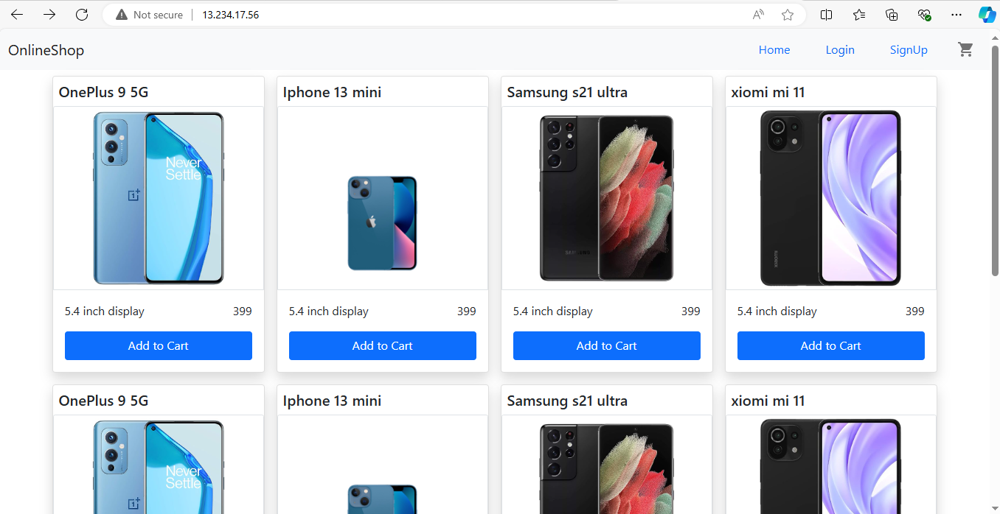 Not secure | 13.234.17.56
OnlineShop Home Login SignUp
OnePlus 9 5G Iphone 13 mini Samsung s21 ultra xiomi mi 11
Never
Settle
SAMSUNG
XIAOMI
5.4 inch display 399 5.4 inch display 399 5.4 inch display 399 5.4 inch display 399
Add to Cart Add to Cart Add to Cart Add to Cart
OnePlus 9 5G Iphone 13 mini Samsung s21 ultra xiomi mi 11
Never
Settle